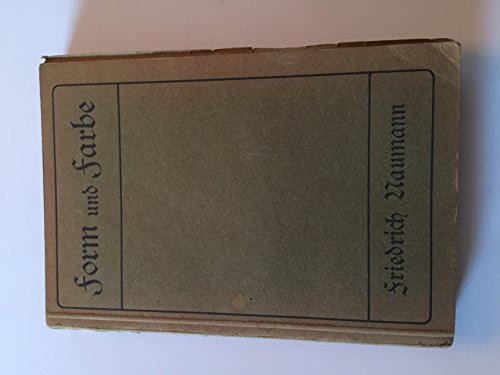 Form und Farbe
Friedrich Naumann